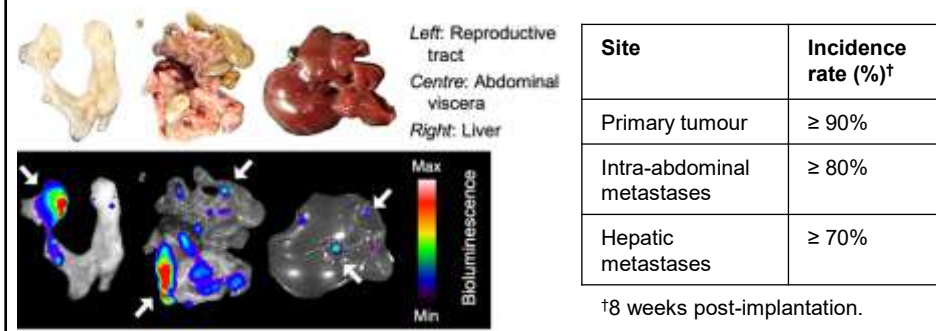 Left: Reproductive
tract
Centre: Abdominal
viscera
Right: Liver
Max
Bioluminescence
Min
Site
Incidence
rate (%)†
Primary tumour
≥ 90%
Intra-abdominal
metastases
≥ 80%
Hepatic
metastases
≥ 70%
†8 weeks post-implantation.